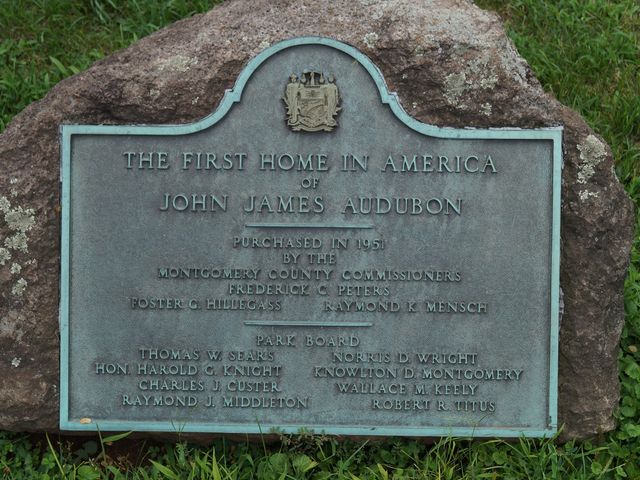 THE FIRST HOME IN AMERICA
OF
JOHN JAMES AUDUBON
PURCHASED IN 1951
BY THE
MONTGOMERY COUNTY COMMISSIONERS
FREDERICK C. PETERS
FOSTER G. HILLEGASS RAYMOND K. MENSCH
PARK BOARD
THOMAS W. SEARS NORRIS D. WRIGHT
HON. HAROLD G. KNIGHT KNOWLTON D. MONTGOMERY
CHARLES J. CUSTER WALLACE M. KEELY
RAYMOND J. MIDDLETON ROBERT R. TITUS